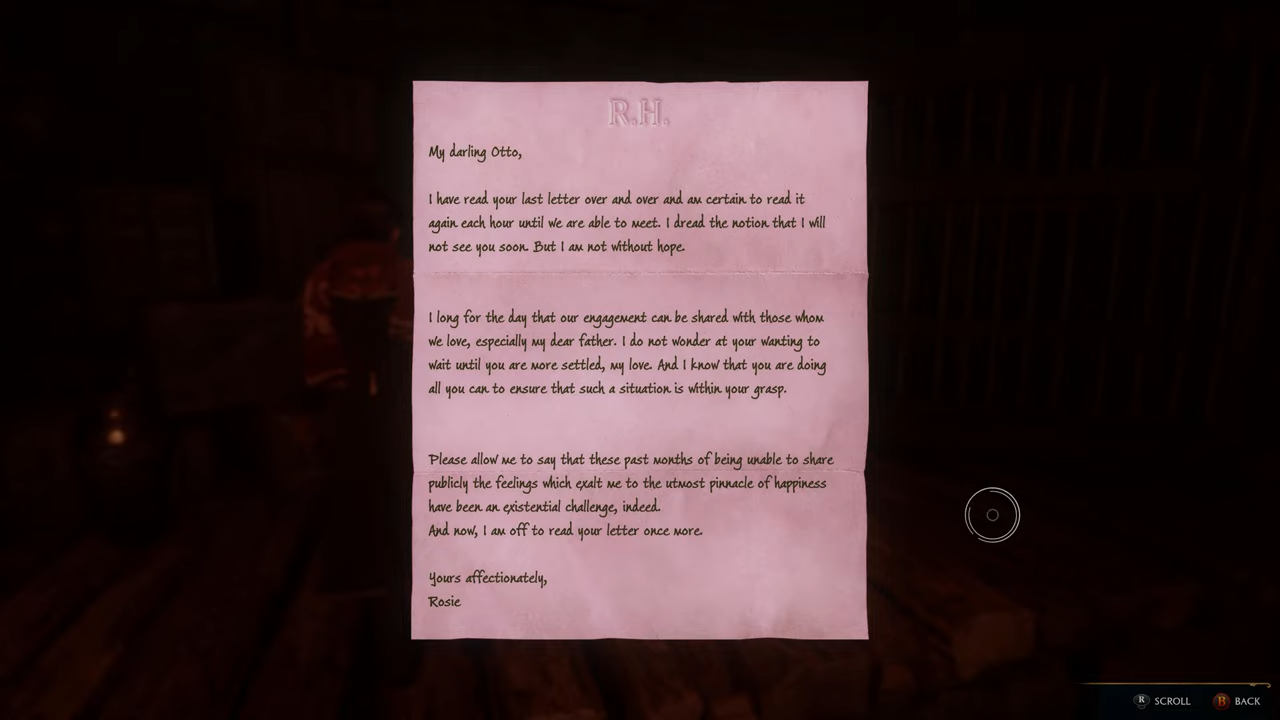 R.H.
My darling Otto,
I have read your last letter over and over and am certain to read it
again each hour until we are able to meet. I dread the notion that I will
not see you soon. But I am not without hope.
I long for the day that our engagement can be shared with those whom
we love, especially my dear father. I do not wonder at your wanting to
wait until you are more settled, my love. And I know that you are doing
all you can to ensure that such a situation is within your grasp.
Please allow me to say that these past months of being unable to share
publicly the feelings which exalt me to the utmost pinnacle of happiness
have been an existential challenge, indeed.
And now, I am off to read your letter once more.
Yours affectionately,
Rosie
R SCROLL B BACK